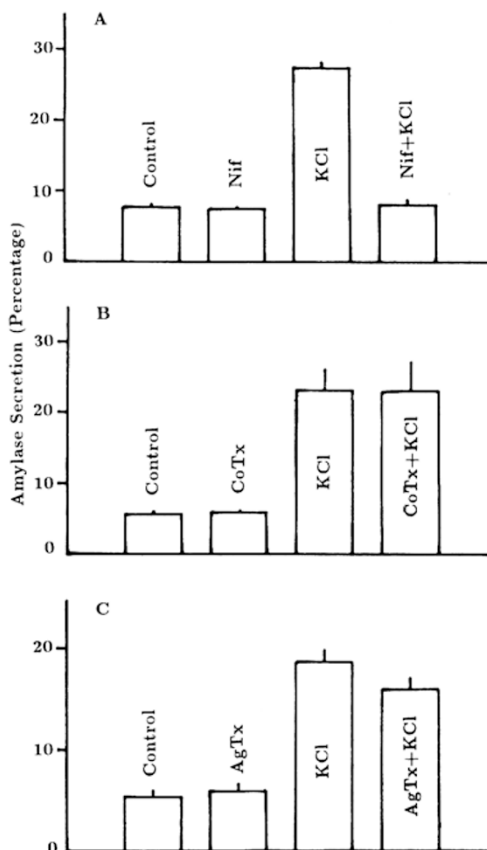 A
30
20
10
0
Control
Nif
KCl
Nif+KCl
Amylase Secretion (Percentage)
B
30
20
10
0
Control
CoTx
KCl
CoTx+KCl
C
20
10
0
Control
AgTx
KCl
AgTx+KCl